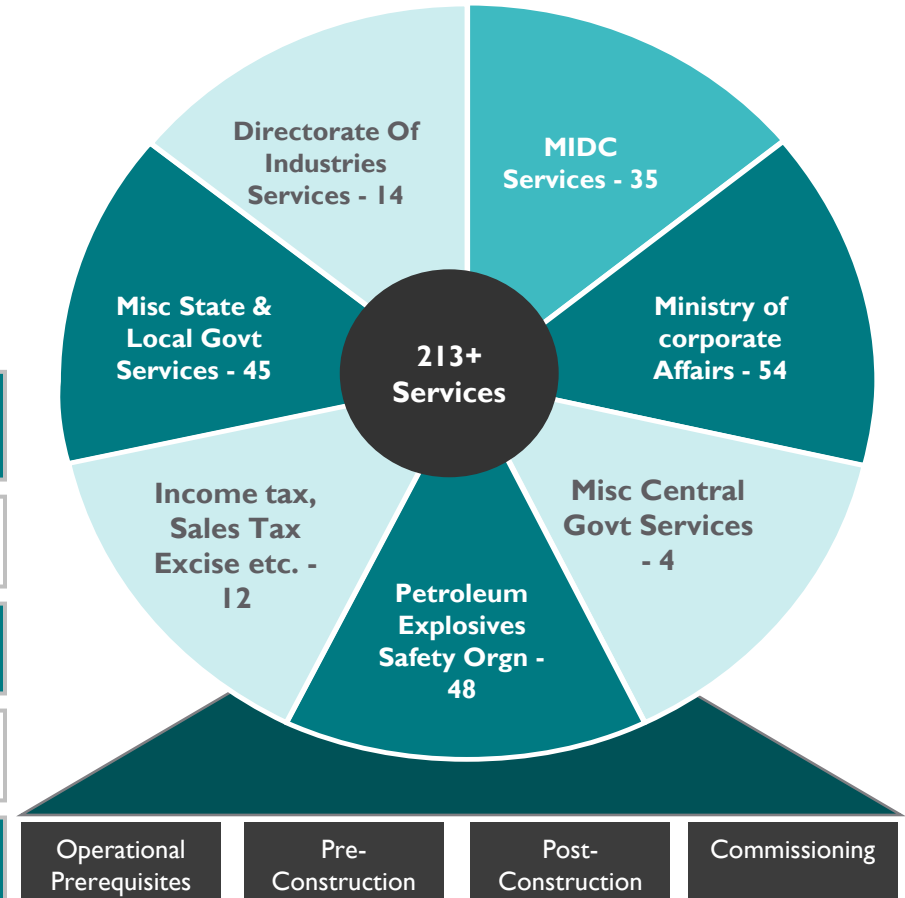 Directorate Of
Industries
Services - 14
MIDC
Services - 35
Misc State &
Local Govt
Services - 45
213+
Services
Ministry of
corporate
Affairs - 54
Income tax,
Sales Tax
Excise etc. -
12
Petroleum
Explosives
Safety Orgn -
48
Misc Central
Govt Services
- 4
Operational
Prerequisites
Pre-
Construction
Post-
Construction
Commissioning